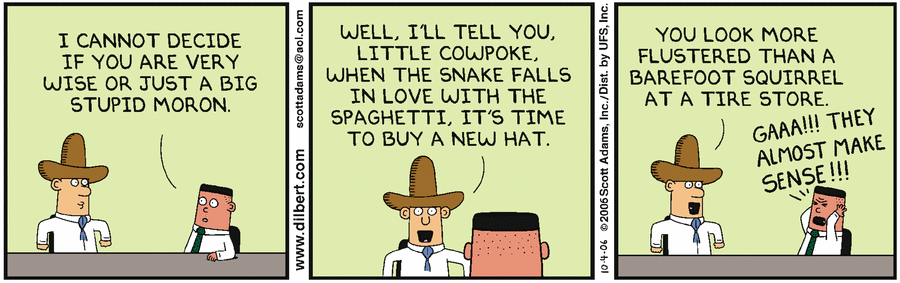 I CANNOT DECIDE
IF YOU ARE VERY
WISE OR JUST A BIG
STUPID MORON.
www.dilbert.com scottadams@aol.com
WELL, I'LL TELL YOU,
LITTLE COWPOKE,
WHEN THE SNAKE FALLS
IN LOVE WITH THE
SPAGHETTI, IT'S TIME
TO BUY A NEW HAT.
10-4-06 ©2006 Scott Adams, Inc./Dist. by UFS, Inc.
YOU LOOK MORE
FLUSTERED THAN A
BAREFOOT SQUIRREL
AT A TIRE STORE.
GAAA!!! THEY
ALMOST MAKE
SENSE!!!